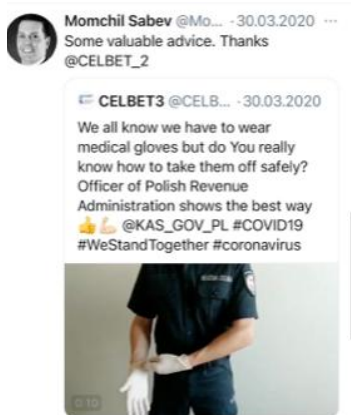 Momchil Sabev @Mo... · 30.03.2020 ...
Some valuable advice. Thanks
@CELBET_2
CELBET3 @CELB... · 30.03.2020
We all know we have to wear
medical gloves but do You really
know how to take them off safely?
Officer of Polish Revenue
Administration shows the best way
👍💪 @KAS_GOV_PL #COVID19
#WeStandTogether #coronavirus
0:10